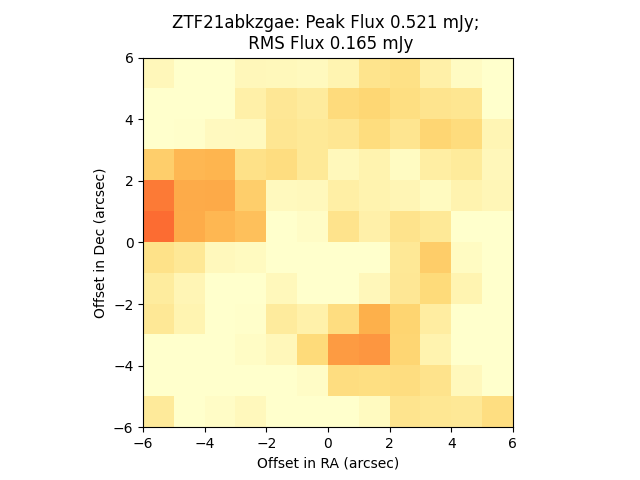 ZTF21abkzgae: Peak Flux 0.521 mJy;
RMS Flux 0.165 mJy
6
4
2
0
−2
−4
−6
Offset in Dec (arcsec)
−6 −4 −2 0 2 4 6
Offset in RA (arcsec)